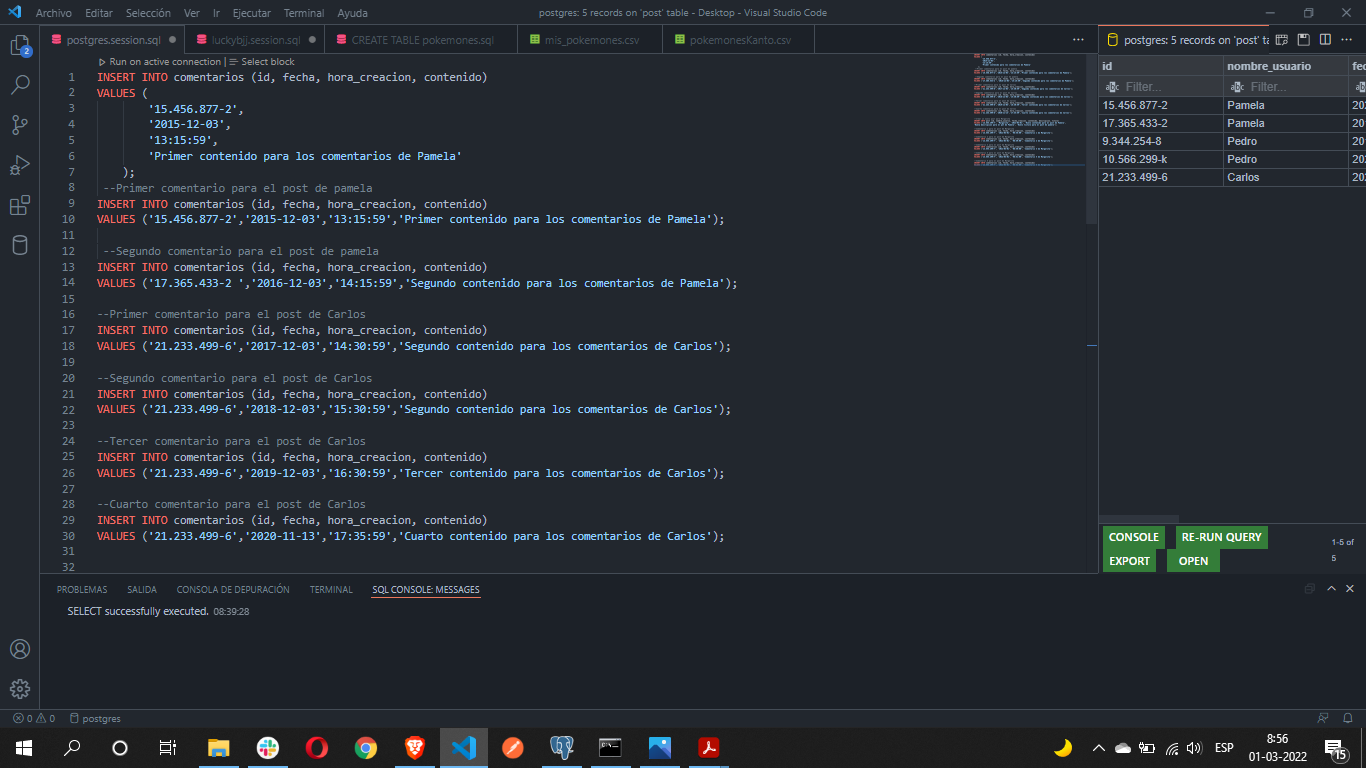 Archivo Editar Selección Ver Ir Ejecutar Terminal Ayuda
postgres: 5 records on 'post' table - Desktop - Visual Studio Code
postgres.session.sql luckybjj.session.sql CREATE TABLE pokemones.sql mis_pokemones.csv pokemonesKanto.csv
Run on active connection | Select block
1 INSERT INTO comentarios (id, fecha, hora_creacion, contenido)
2 VALUES (
3 '15.456.877-2',
4 '2015-12-03',
5 '13:15:59',
6 'Primer contenido para los comentarios de Pamela'
7 );
8 --Primer comentario para el post de pamela
9 INSERT INTO comentarios (id, fecha, hora_creacion, contenido)
10 VALUES ('15.456.877-2','2015-12-03','13:15:59','Primer contenido para los comentarios de Pamela');
11
12 --Segundo comentario para el post de pamela
13 INSERT INTO comentarios (id, fecha, hora_creacion, contenido)
14 VALUES ('17.365.433-2 ','2016-12-03','14:15:59','Segundo contenido para los comentarios de Pamela');
15
16 --Primer comentario para el post de Carlos
17 INSERT INTO comentarios (id, fecha, hora_creacion, contenido)
18 VALUES ('21.233.499-6','2017-12-03','14:30:59','Segundo contenido para los comentarios de Carlos');
19
20 --Segundo comentario para el post de Carlos
21 INSERT INTO comentarios (id, fecha, hora_creacion, contenido)
22 VALUES ('21.233.499-6','2018-12-03','15:30:59','Segundo contenido para los comentarios de Carlos');
23
24 --Tercer comentario para el post de Carlos
25 INSERT INTO comentarios (id, fecha, hora_creacion, contenido)
26 VALUES ('21.233.499-6','2019-12-03','16:30:59','Tercer contenido para los comentarios de Carlos');
27
28 --Cuarto comentario para el post de Carlos
29 INSERT INTO comentarios (id, fecha, hora_creacion, contenido)
30 VALUES ('21.233.499-6','2020-11-13','17:35:59','Cuarto contenido para los comentarios de Carlos');
31
32
postgres: 5 records on 'post' ta
id nombre_usuario fec
Filter... Filter...
15.456.877-2 Pamela 202
17.365.433-2 Pamela 201
9.344.254-8 Pedro 201
10.566.299-k Pedro 202
21.233.499-6 Carlos 202
CONSOLE RE-RUN QUERY
EXPORT OPEN
1-5 of
5
PROBLEMAS SALIDA CONSOLA DE DEPURACIÓN TERMINAL SQL CONSOLE: MESSAGES
SELECT successfully executed. 08:39:28
2
0 0 postgres
ESP
8:56
01-03-2022
15